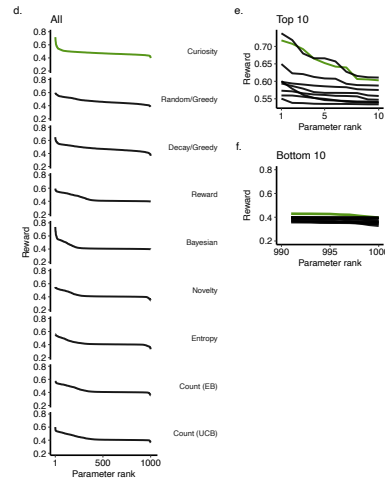 d.
All
0.8
0.6
0.4
0.2
Curiosity
0.8
0.6
0.4
0.2
Random/Greedy
0.8
0.6
0.4
0.2
Decay/Greedy
0.8
0.6
0.4
0.2
Reward
Reward
0.8
0.6
0.4
0.2
Bayesian
0.8
0.6
0.4
0.2
Novelty
0.8
0.6
0.4
0.2
Entropy
0.8
0.6
0.4
0.2
Count (EB)
0.8
0.6
0.4
0.2
Count (UCB)
1 500 1000
Parameter rank
e.
Top 10
Reward
0.70
0.65
0.60
0.55
1 5 10
Parameter rank
f.
Bottom 10
Reward
0.8
0.6
0.4
0.2
990 995 1000
Parameter rank